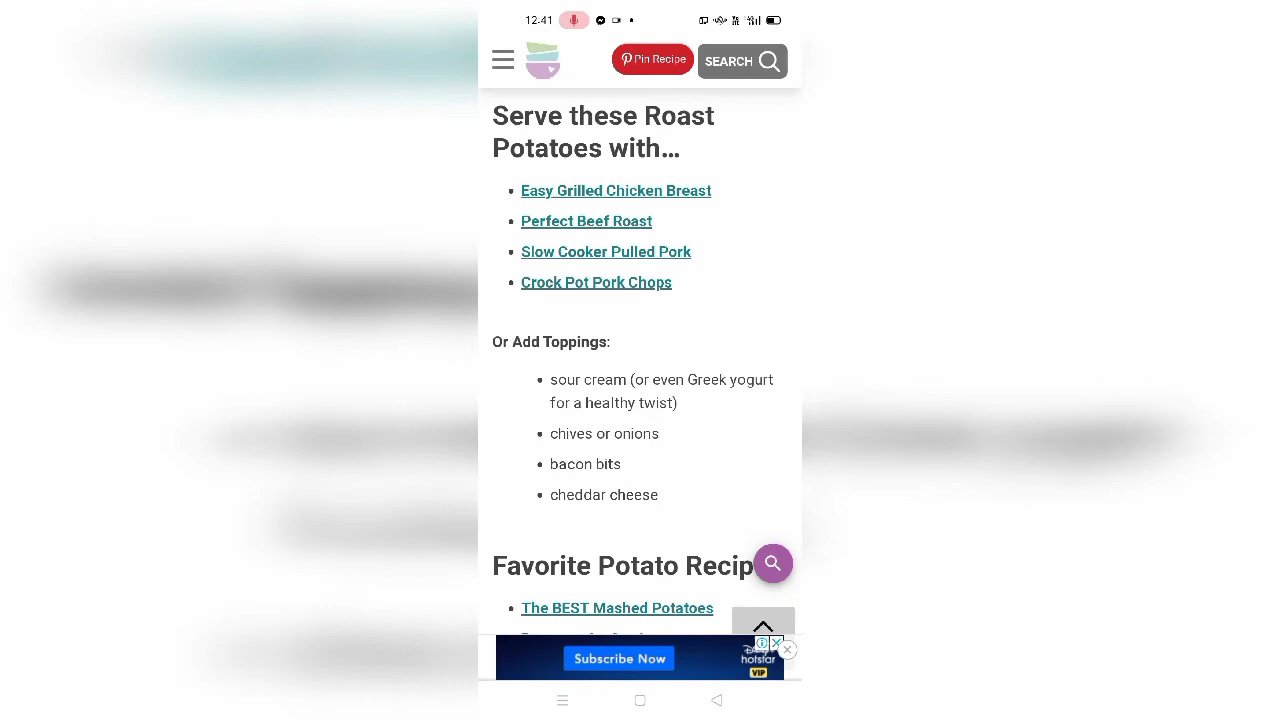 12.41
Pin Recipe
SEARCH
Serve these Roast
Potatoes with...
• Easy Grilled Chicken Breast
• Perfect Beef Roast
• Slow Cooker Pulled Pork
• Crock Pot Pork Chops
Or Add Toppings:
• sour cream (or even Greek yogurt
for a healthy twist)
• chives or onions
• bacon bits
• cheddar cheese
Favorite Potato Recip
• The BEST Mashed Potatoes
Subscribe Now
Disney+
hotstar
VIP